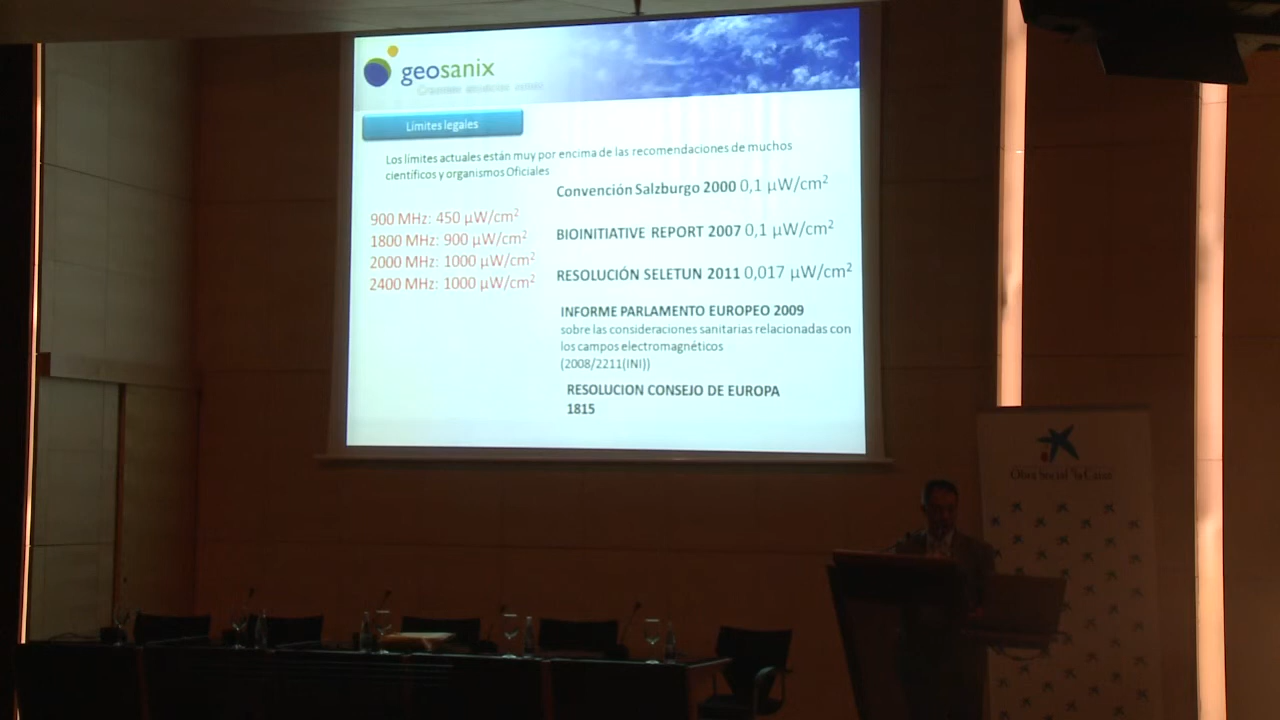 geosanix
Límites legales
Los límites actuales están muy por encima de las recomendaciones de muchos
científicos y organismos Oficiales
900 MHz: 450 µW/cm²
1800 MHz: 900 µW/cm²
2000 MHz: 1000 µW/cm²
2400 MHz: 1000 µW/cm²
Convención Salzburgo 2000 0,1 µW/cm²
BIOINITIATIVE REPORT 2007 0,1 µW/cm²
RESOLUCIÓN SELETUN 2011 0,017 µW/cm²
INFORME PARLAMENTO EUROPEO 2009
sobre las consideraciones sanitarias relacionadas con
los campos electromagnéticos
(2008/2211(INI))
RESOLUCION CONSEJO DE EUROPA
1815
Obra Social "la Caixa"